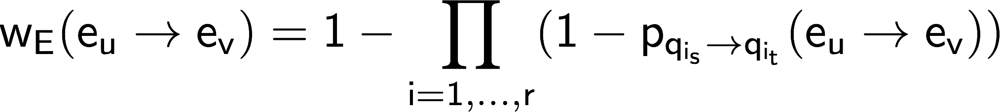 w_E(e_u → e_v) = 1 − ∏_{i=1,...,r} (1 − p_{q_{i_s}→q_{i_t}}(e_u → e_v))